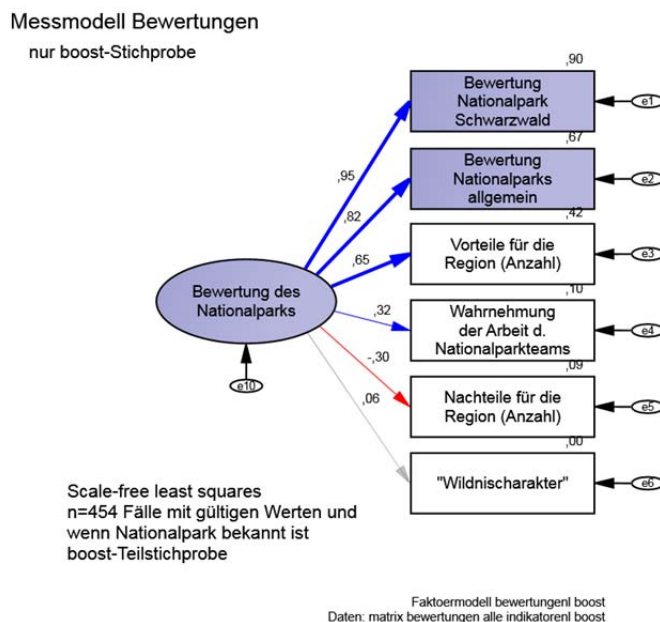 Messmodell Bewertungen
nur boost-Stichprobe
,90
Bewertung
Nationalpark
Schwarzwald
e1
,67
Bewertung
Nationalparks
allgemein
e2
,42
Vorteile für die
Region (Anzahl)
e3
,10
Wahrnehmung
der Arbeit d.
Nationalparkteams
e4
,09
Nachteile für die
Region (Anzahl)
e5
,00
"Wildnischarakter"
e6
,95
,82
,65
,32
-,30
,06
Bewertung des
Nationalparks
e10
Scale-free least squares
n=454 Fälle mit gültigen Werten und
wenn Nationalpark bekannt ist
boost-Teilstichprobe
Faktoermodell bewertungenl boost
Daten: matrix bewertungen alle indikatorenl boost